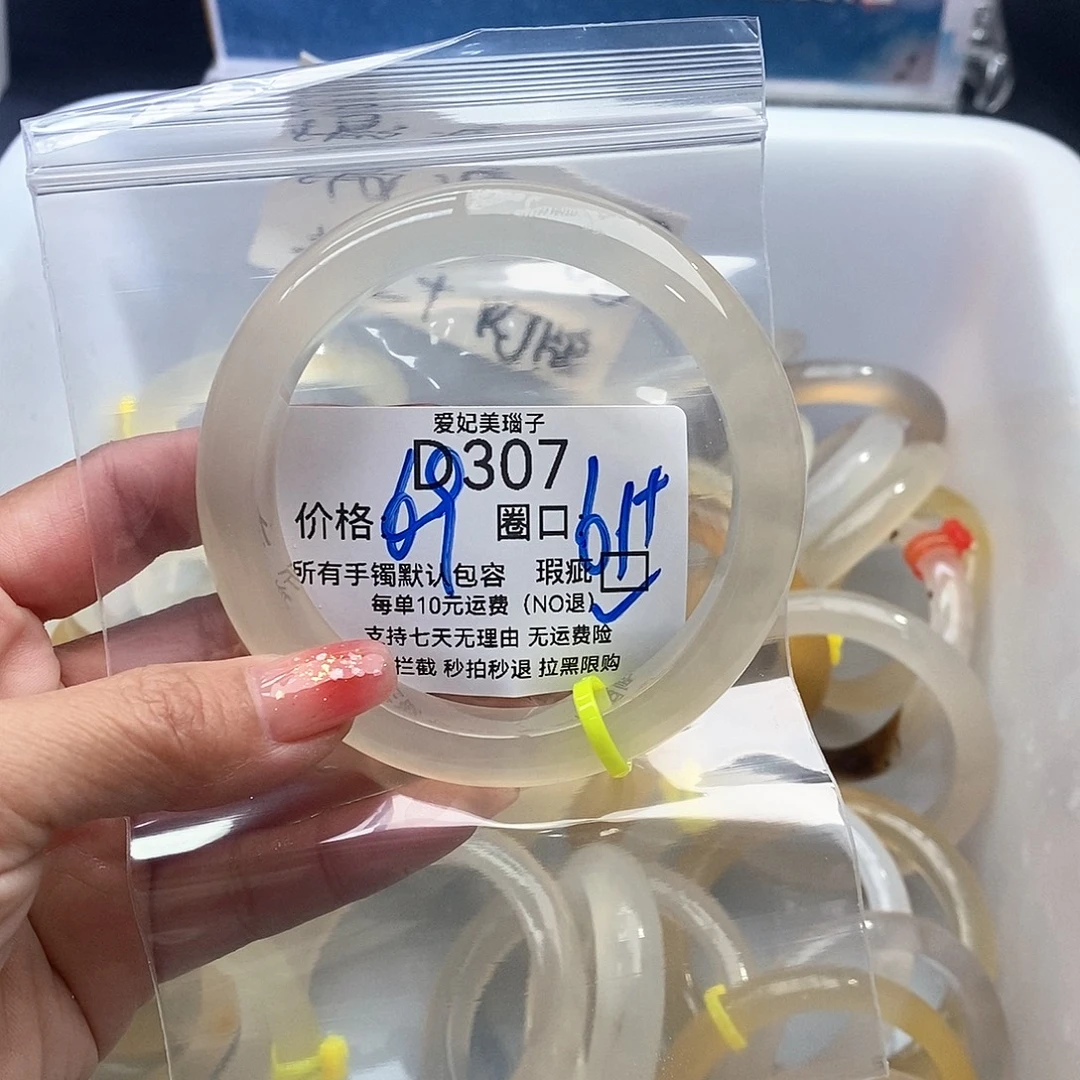 爱妃美瑙子
D307
价格:69 圈口:61+
所有手镯默认包容 瑕疵
每单10元运费（NO退）
支持七天无理由 无运费险
拦截 秒拍秒退 拉黑限购